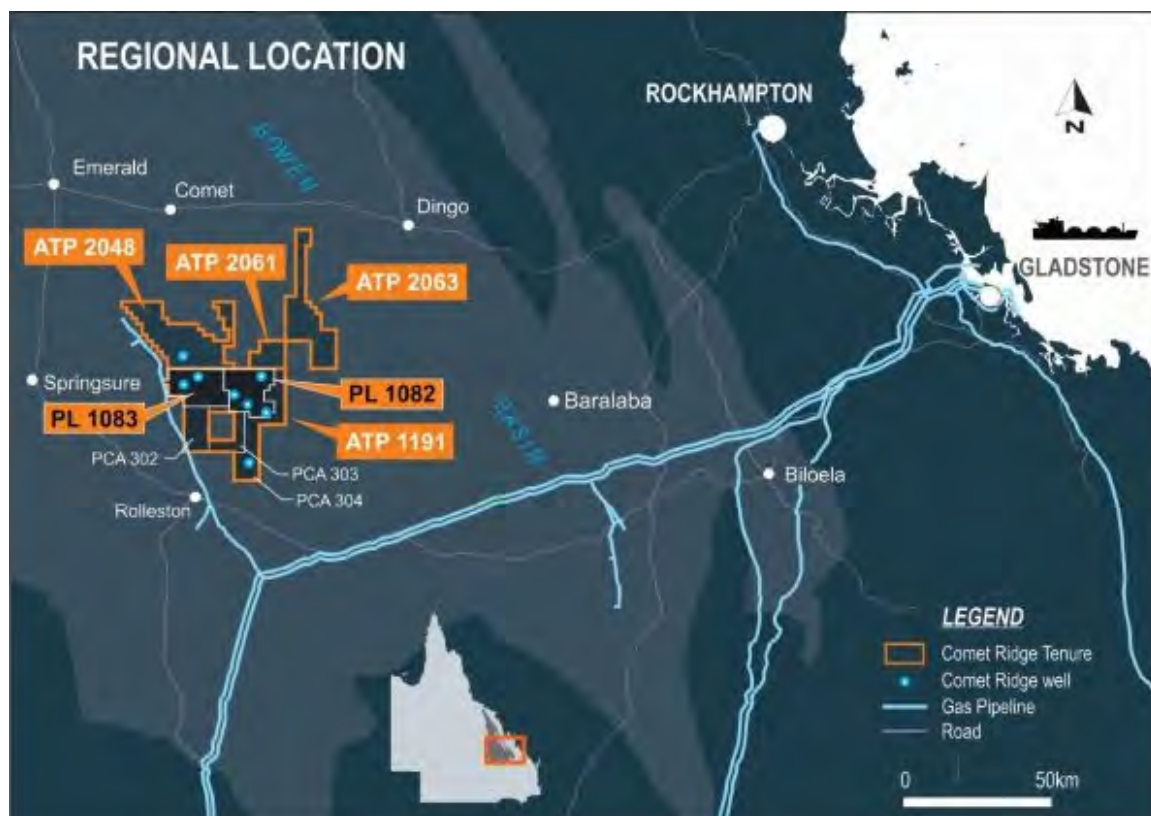 REGIONAL LOCATION
ROCKHAMPTON
N
BOWEN
Emerald
Comet
Dingo
GLADSTONE
ATP 2048
ATP 2061
ATP 2063
Springsure
PL 1082
Baralaba
BASIN
PL 1083
ATP 1191
PCA 302
PCA 303
Biloela
PCA 304
Rolleston
LEGEND
Comet Ridge Tenure
Comet Ridge well
Gas Pipeline
Road
0 50km